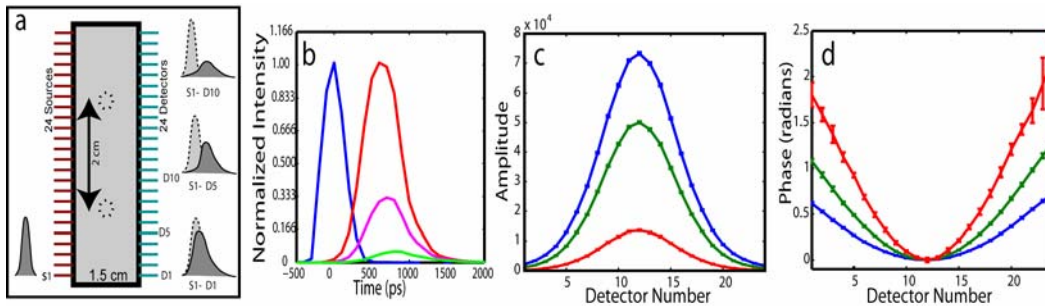 a
24 Sources
24 Detectors
2 cm
1.5 cm
S1
D10
D5
D1
S1- D10
S1- D5
S1- D1
b
Normalized Intensity
1.166
1.00
0.833
0.666
0.500
0.333
0.166
0
-500 0 500 1000 1500 2000
Time (ps)
c
x 10⁴
Amplitude
8
7
6
5
4
3
2
1
0
5 10 15 20
Detector Number
d
Phase (radians)
2.5
2
1.5
1
0.5
0
5 10 15 20
Detector Number